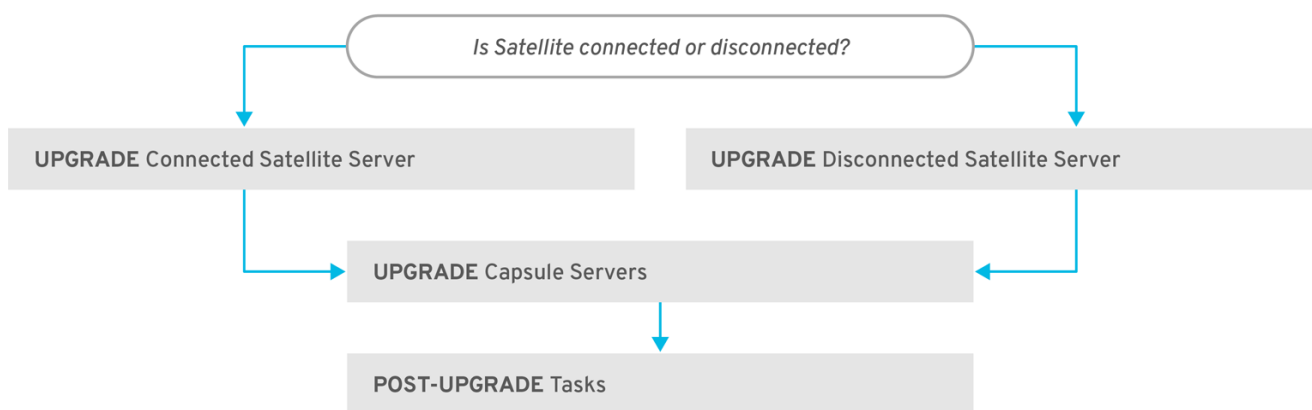 Is Satellite connected or disconnected?
UPGRADE Connected Satellite Server
UPGRADE Disconnected Satellite Server
UPGRADE Capsule Servers
POST-UPGRADE Tasks